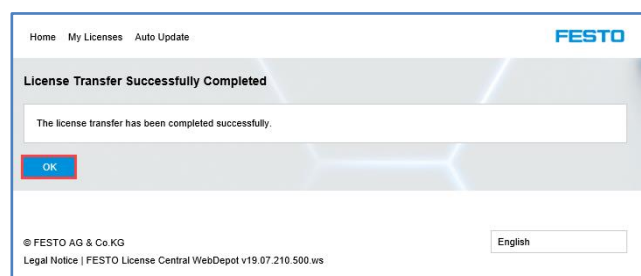 Home My Licenses Auto Update FESTO
License Transfer Successfully Completed
The license transfer has been completed successfully.
OK
© FESTO AG & Co.KG English
Legal Notice | FESTO License Central WebDepot v19.07.210.500.ws